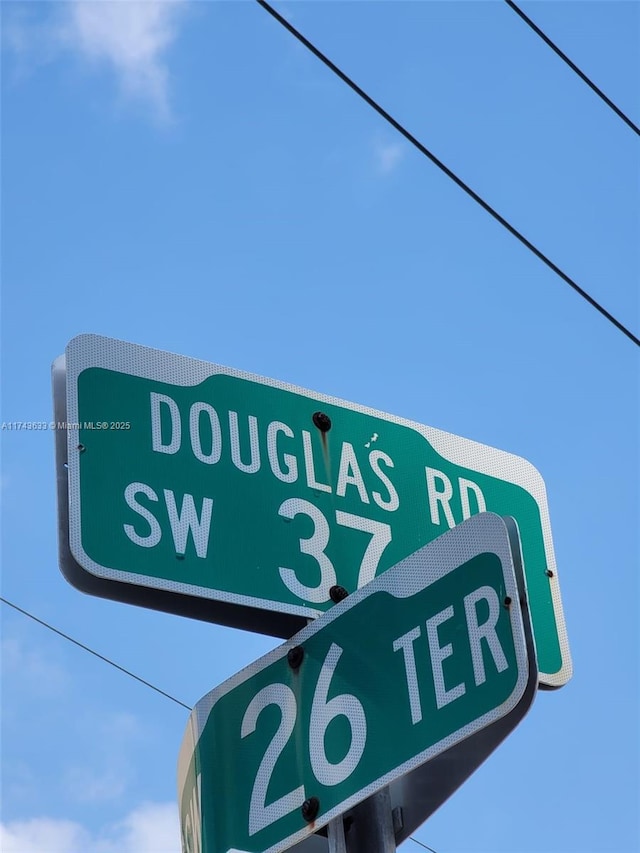 DOUGLAS RD
SW 37
26 TER
A11743633 © Miami MLS® 2025